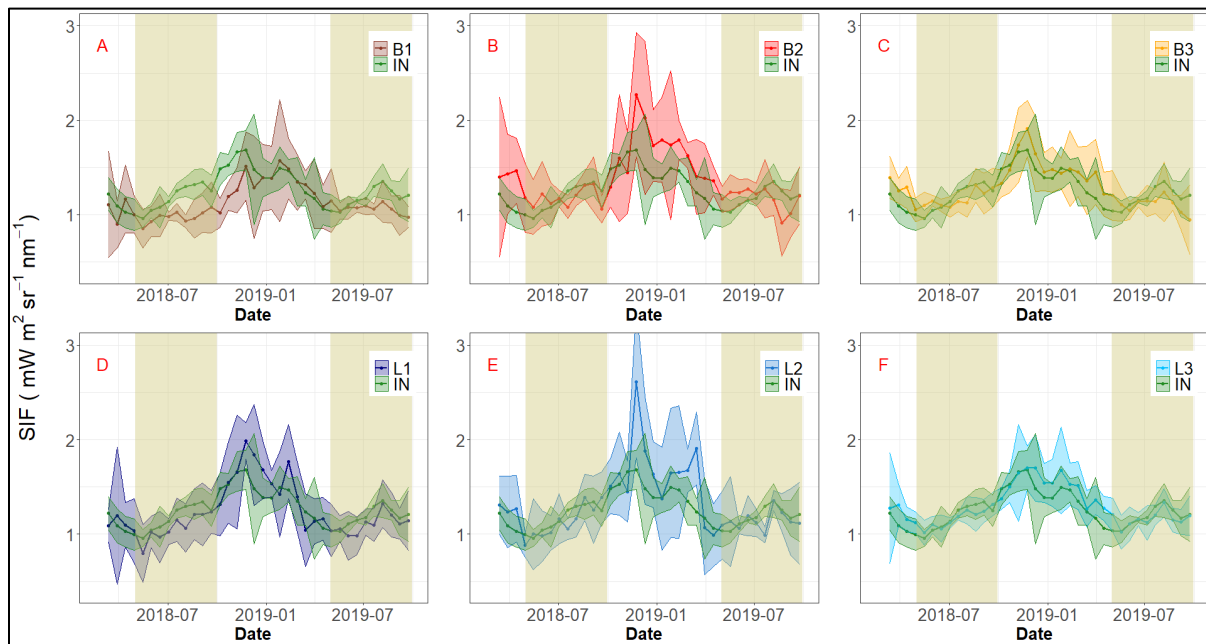 SIF ( mW m² sr⁻¹ nm⁻¹)
A
B1
IN
3
2
1
2018-07 2019-01 2019-07
Date
B
B2
IN
3
2
1
2018-07 2019-01 2019-07
Date
C
B3
IN
3
2
1
2018-07 2019-01 2019-07
Date
D
L1
IN
3
2
1
2018-07 2019-01 2019-07
Date
E
L2
IN
3
2
1
2018-07 2019-01 2019-07
Date
F
L3
IN
3
2
1
2018-07 2019-01 2019-07
Date